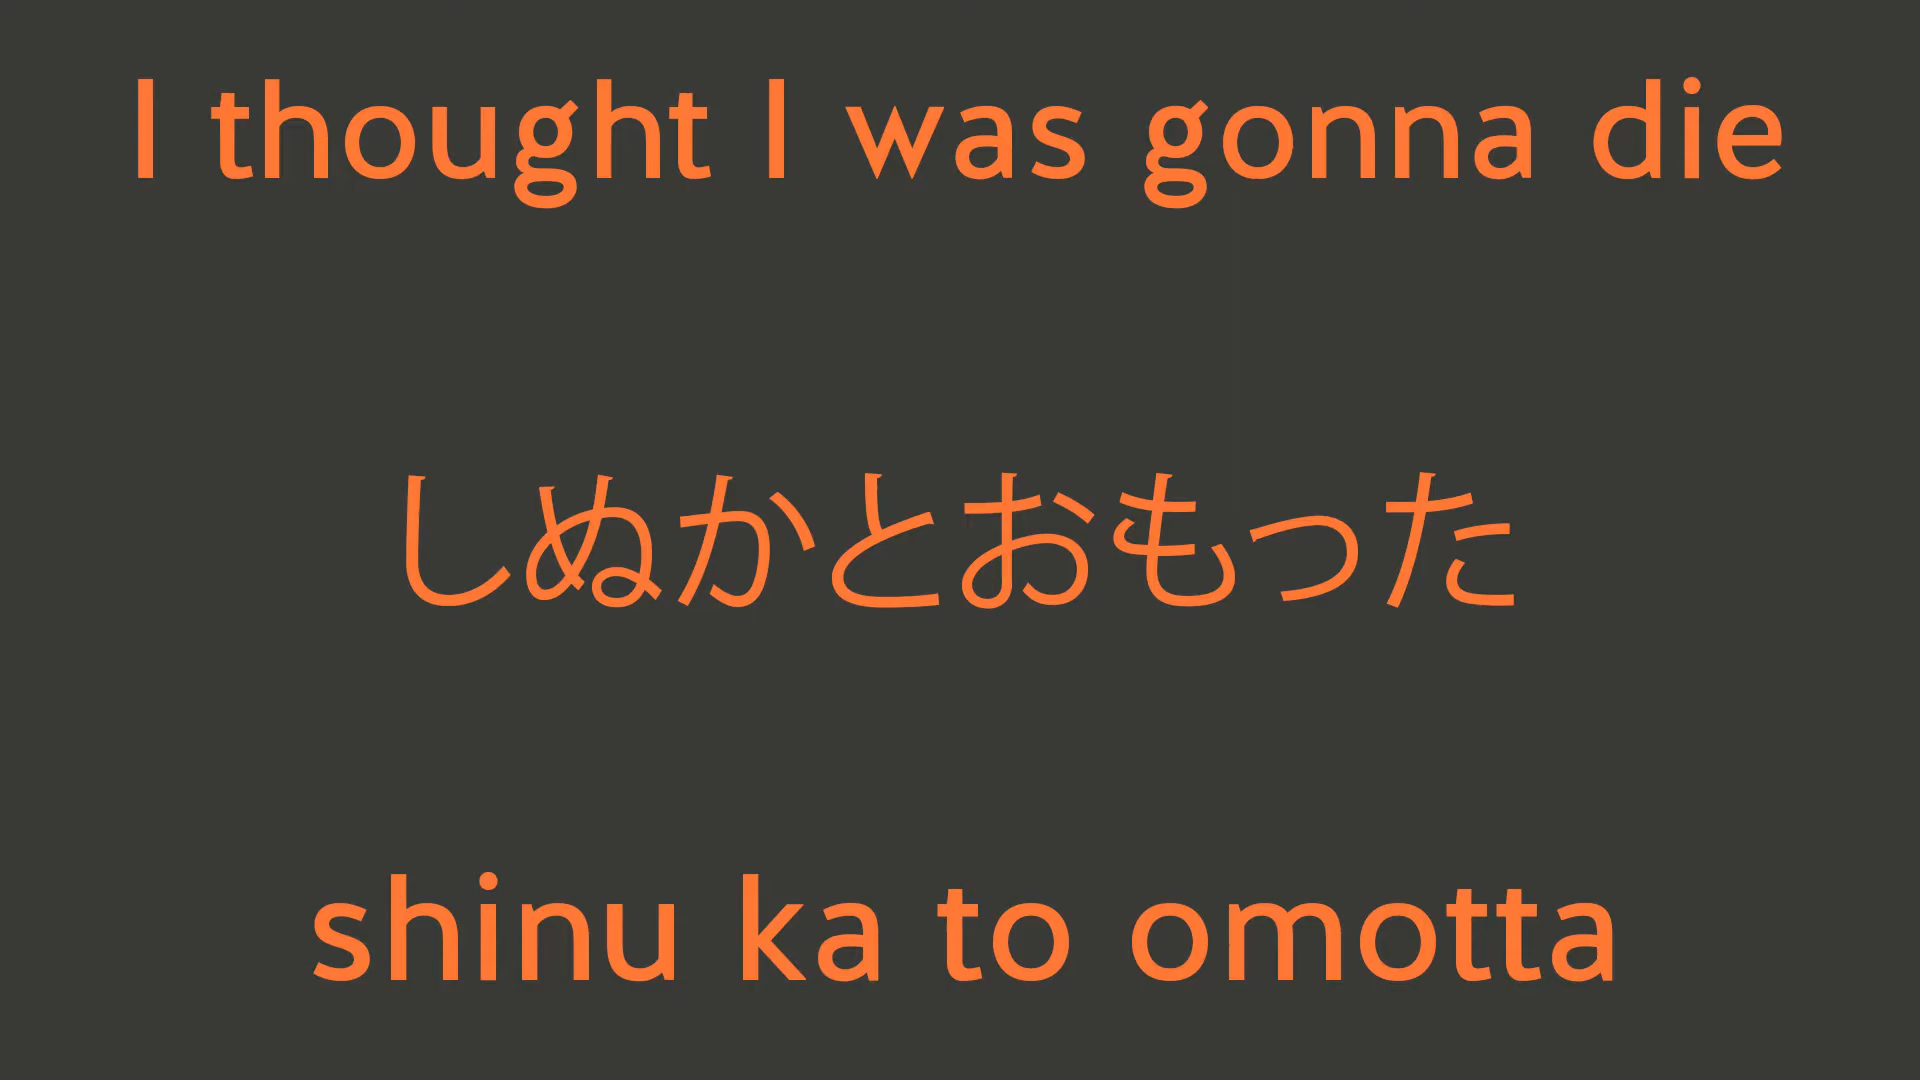 I thought I was gonna die
しぬかとおもった
shinu ka to omotta